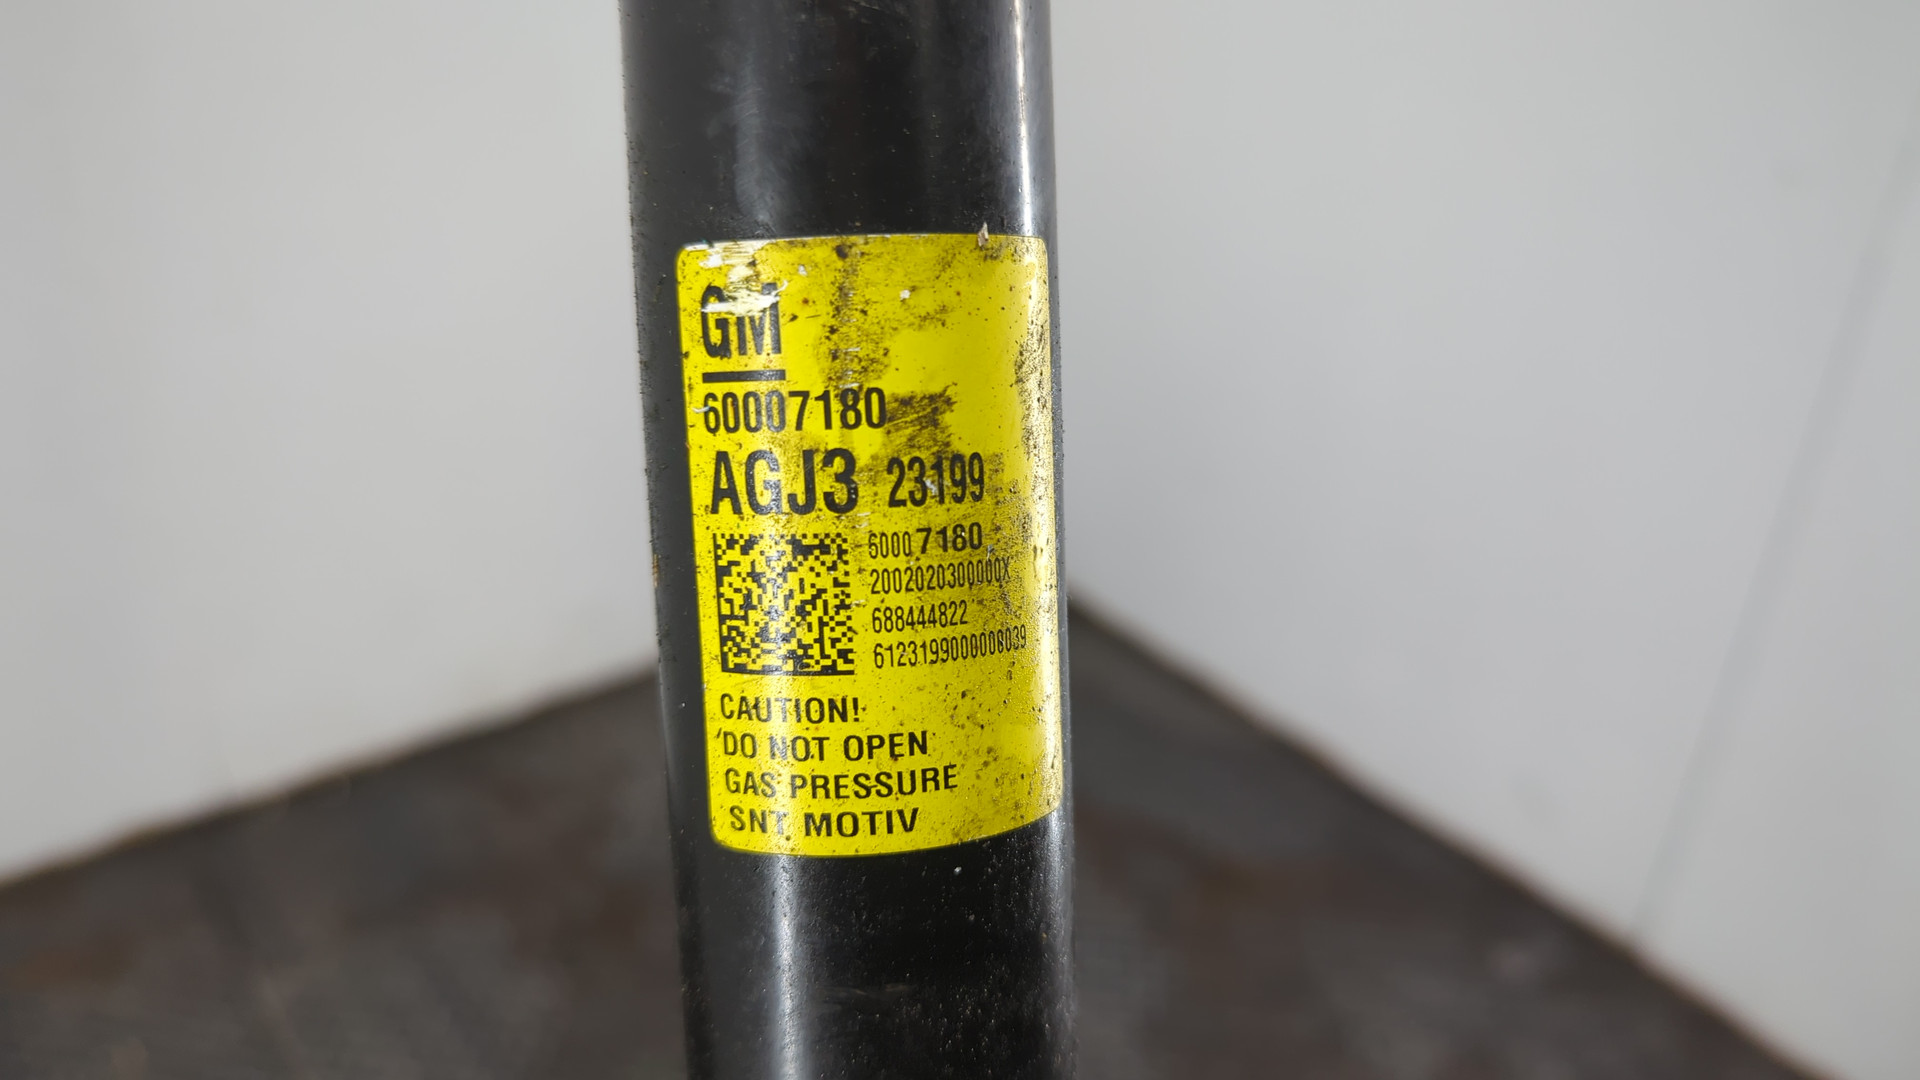 GM
60007180
AGJ3 23199
60007180
2002020300000X
688444822
6123199000008039
CAUTION!
DO NOT OPEN
GAS PRESSURE
SNT MOTIV